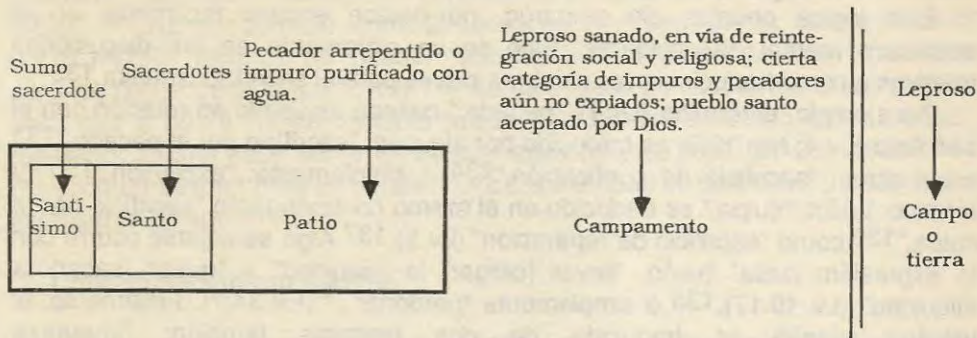 Sumo
sacerdote
Sacerdotes
Pecador arrepentido o
impuro purificado con
agua.
Leproso sanado, en vía de reinte-
gración social y religiosa; cierta
categoría de impuros y pecadores
aún no expiados; pueblo santo
aceptado por Dios.
Leproso
Santí-
simo
Santo
Patio
Campamento
Campo
o
tierra